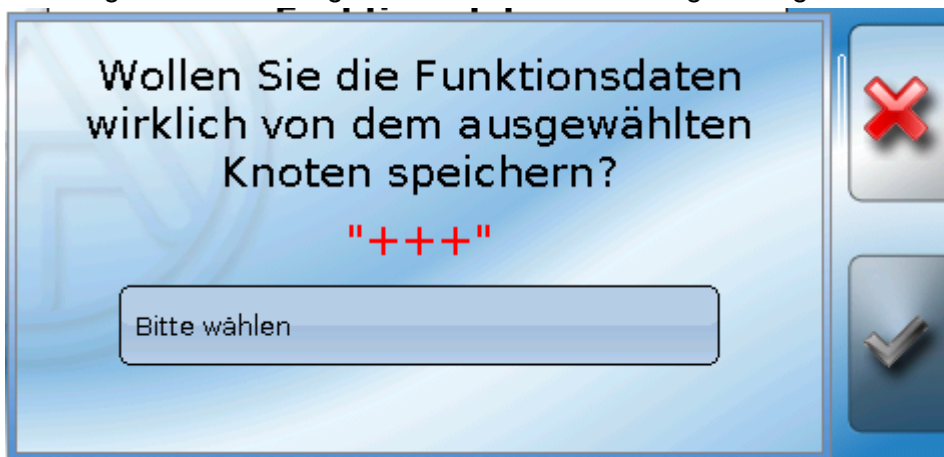 Wollen Sie die Funktionsdaten
wirklich von dem ausgewählten
Knoten speichern?
"+++"
Bitte wählen